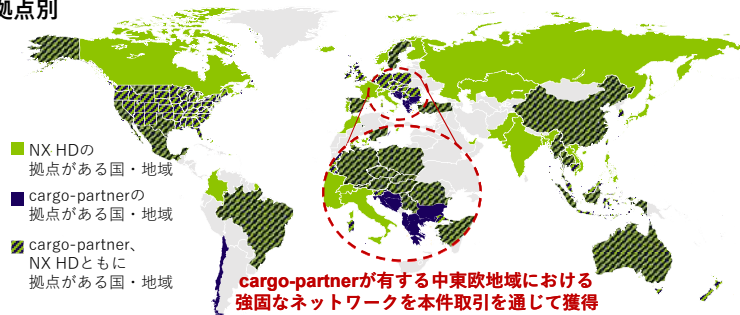 拠点別
NX HDの
拠点がある国・地域
cargo-partnerの
拠点がある国・地域
cargo-partner、
NX HDともに
拠点がある国・地域
cargo-partnerが有する中東欧地域における
強固なネットワークを本件取引を通じて獲得